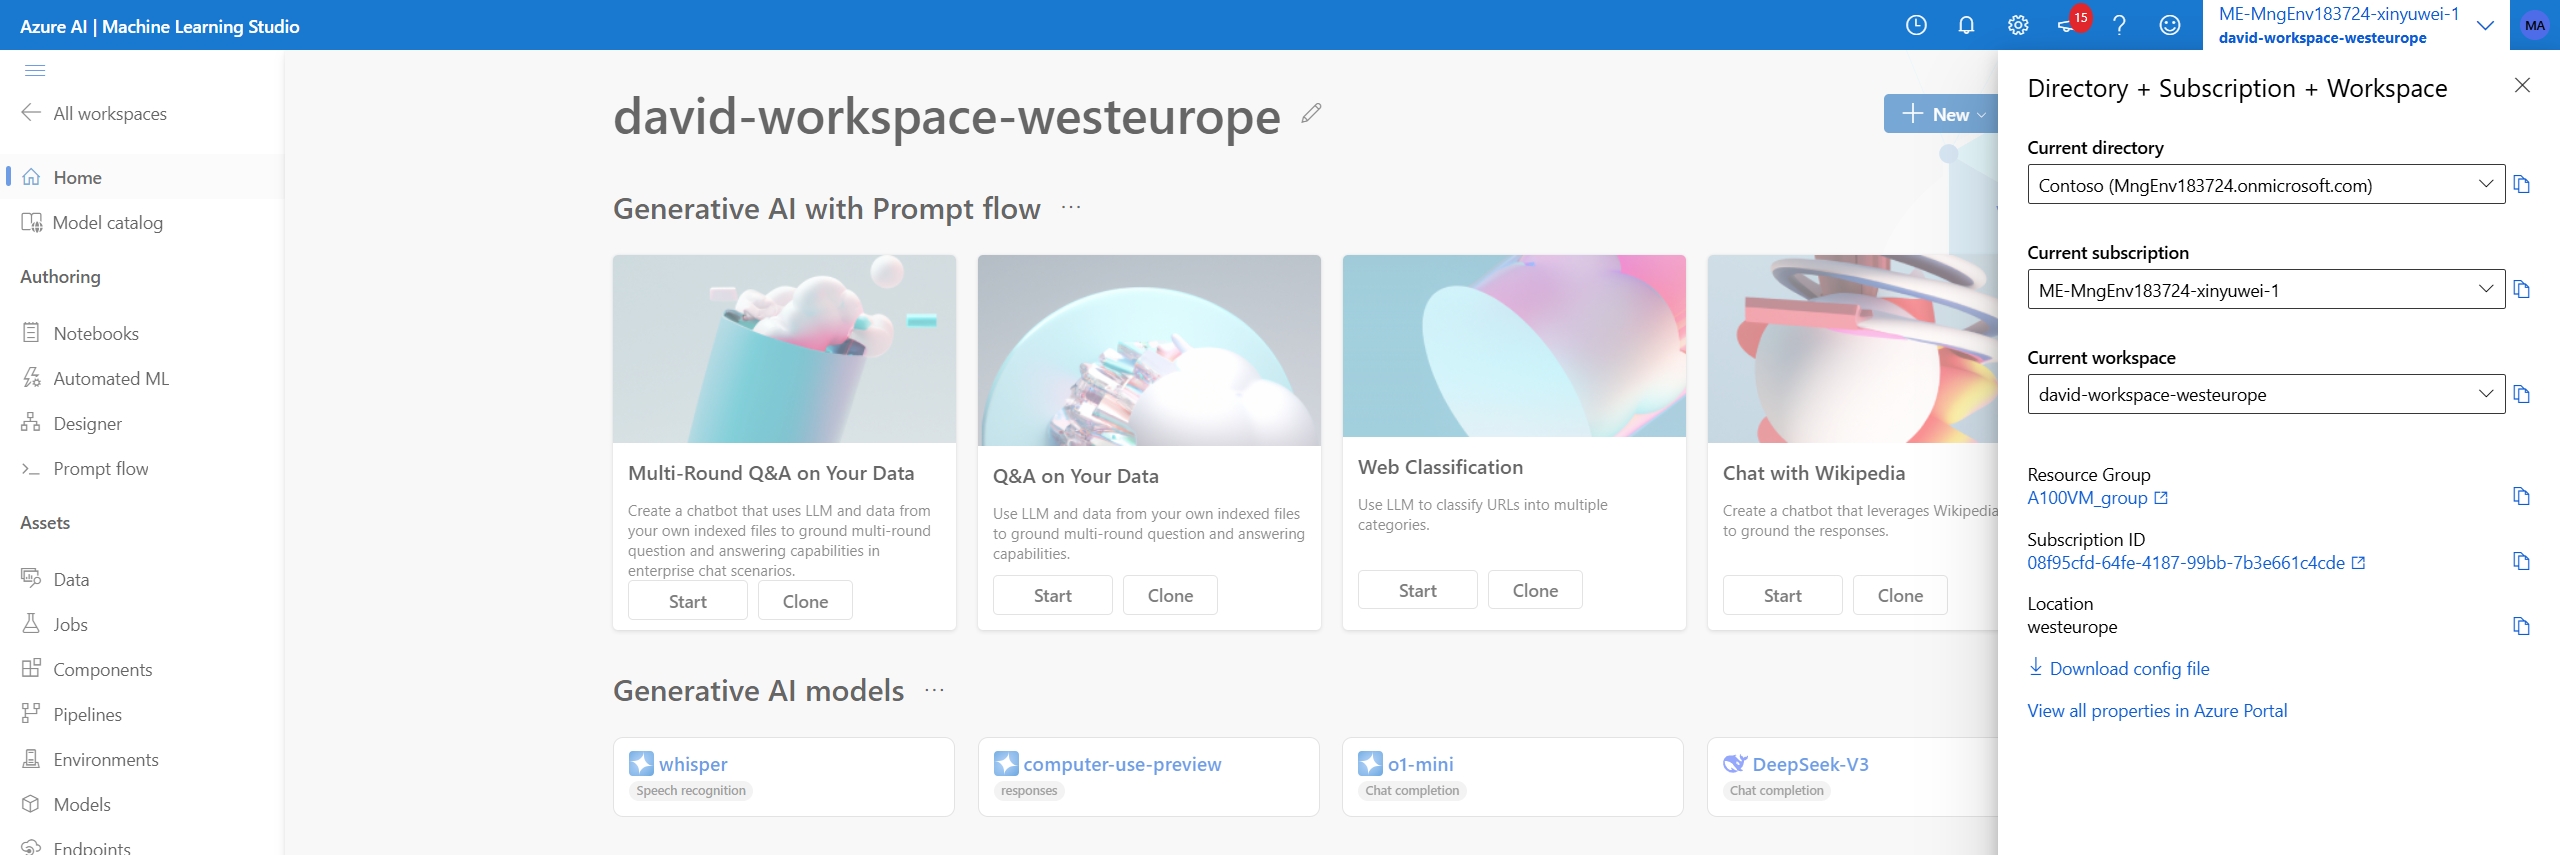 Azure AI | Machine Learning Studio
15
ME-MngEnv183724-xinyuwei-1
david-workspace-westeurope
MA
All workspaces
Home
Model catalog
Authoring
Notebooks
Automated ML
Designer
Prompt flow
Assets
Data
Jobs
Components
Pipelines
Environments
Models
Endpoints
david-workspace-westeurope
New
Generative AI with Prompt flow
Multi-Round Q&A on Your Data
Create a chatbot that uses LLM and data from
your own indexed files to ground multi-round
question and answering capabilities in
enterprise chat scenarios.
Start
Clone
Q&A on Your Data
Use LLM and data from your own indexed files
to ground multi-round question and answering
capabilities.
Start
Clone
Web Classification
Use LLM to classify URLs into multiple
categories.
Start
Clone
Chat with Wikipedia
Create a chatbot that leverages Wikipedia
to ground the responses.
Start
Clone
Generative AI models
whisper
Speech recognition
computer-use-preview
responses
o1-mini
Chat completion
DeepSeek-V3
Chat completion
Directory + Subscription + Workspace
Current directory
Contoso (MngEnv183724.onmicrosoft.com)
Current subscription
ME-MngEnv183724-xinyuwei-1
Current workspace
david-workspace-westeurope
Resource Group
A100VM_group
Subscription ID
08f95cfd-64fe-4187-99bb-7b3e661c4cde
Location
westeurope
Download config file
View all properties in Azure Portal